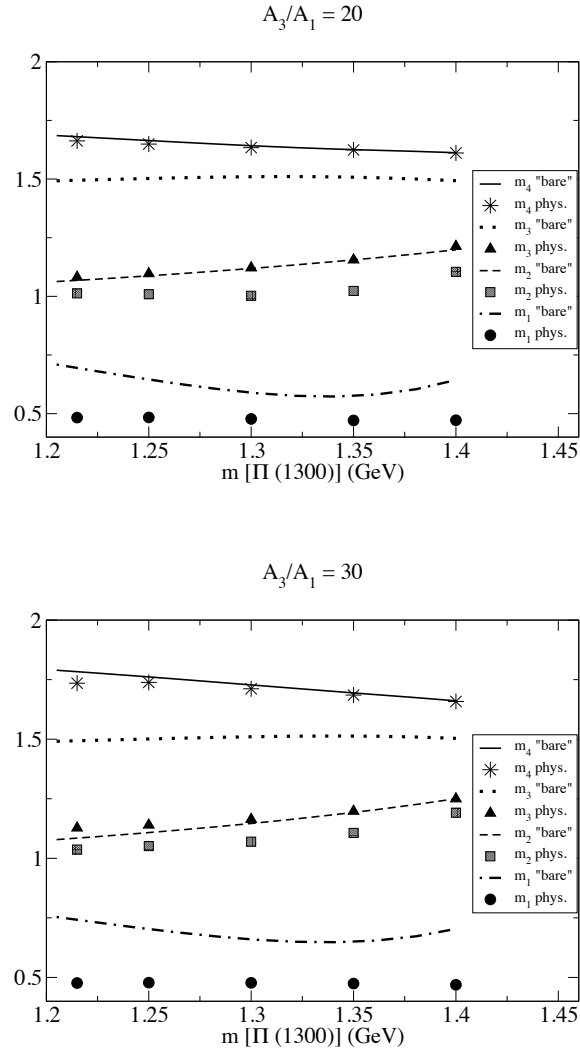 A₃/A₁ = 20
2
1.5
1
0.5
1.2 1.25 1.3 1.35 1.4 1.45
m [Π (1300)] (GeV)
m₄ "bare"
m₄ phys.
m₃ "bare"
m₃ phys.
m₂ "bare"
m₂ phys.
m₁ "bare"
m₁ phys.
A₃/A₁ = 30
2
1.5
1
0.5
1.2 1.25 1.3 1.35 1.4 1.45
m [Π (1300)] (GeV)
m₄ "bare"
m₄ phys.
m₃ "bare"
m₃ phys.
m₂ "bare"
m₂ phys.
m₁ "bare"
m₁ phys.